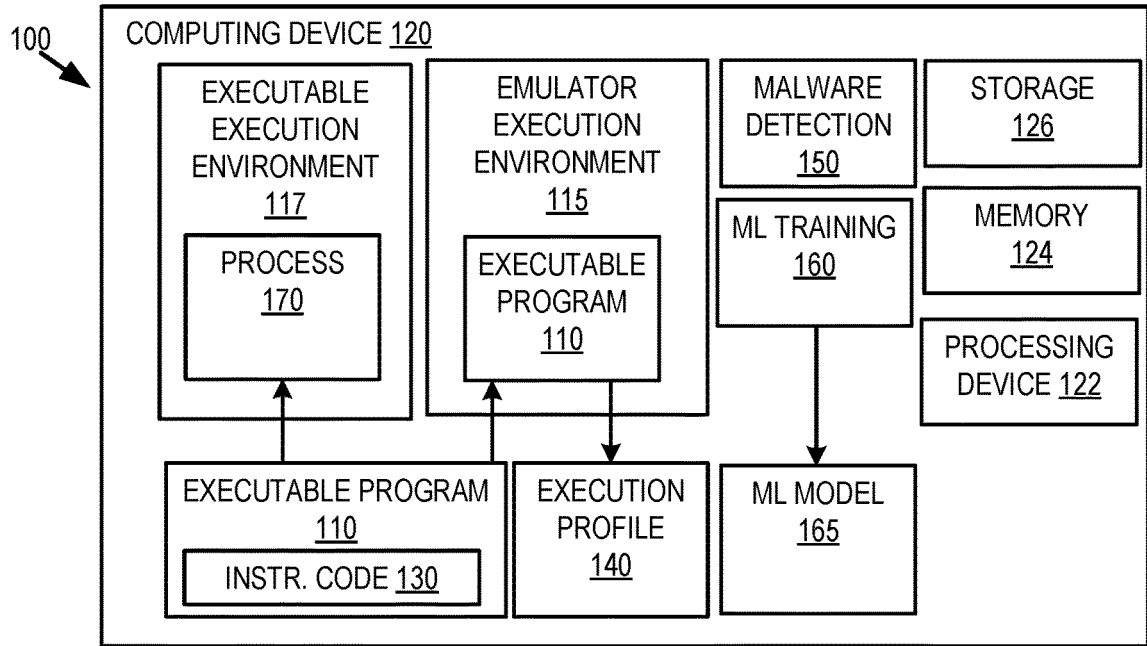 100
COMPUTING DEVICE 120
EXECUTABLE
EXECUTION
ENVIRONMENT
117
PROCESS
170
EMULATOR
EXECUTION
ENVIRONMENT
115
EXECUTABLE
PROGRAM
110
MALWARE
DETECTION
150
ML TRAINING
160
STORAGE
126
MEMORY
124
PROCESSING
DEVICE 122
EXECUTABLE PROGRAM
110
INSTR. CODE 130
EXECUTION
PROFILE
140
ML MODEL
165